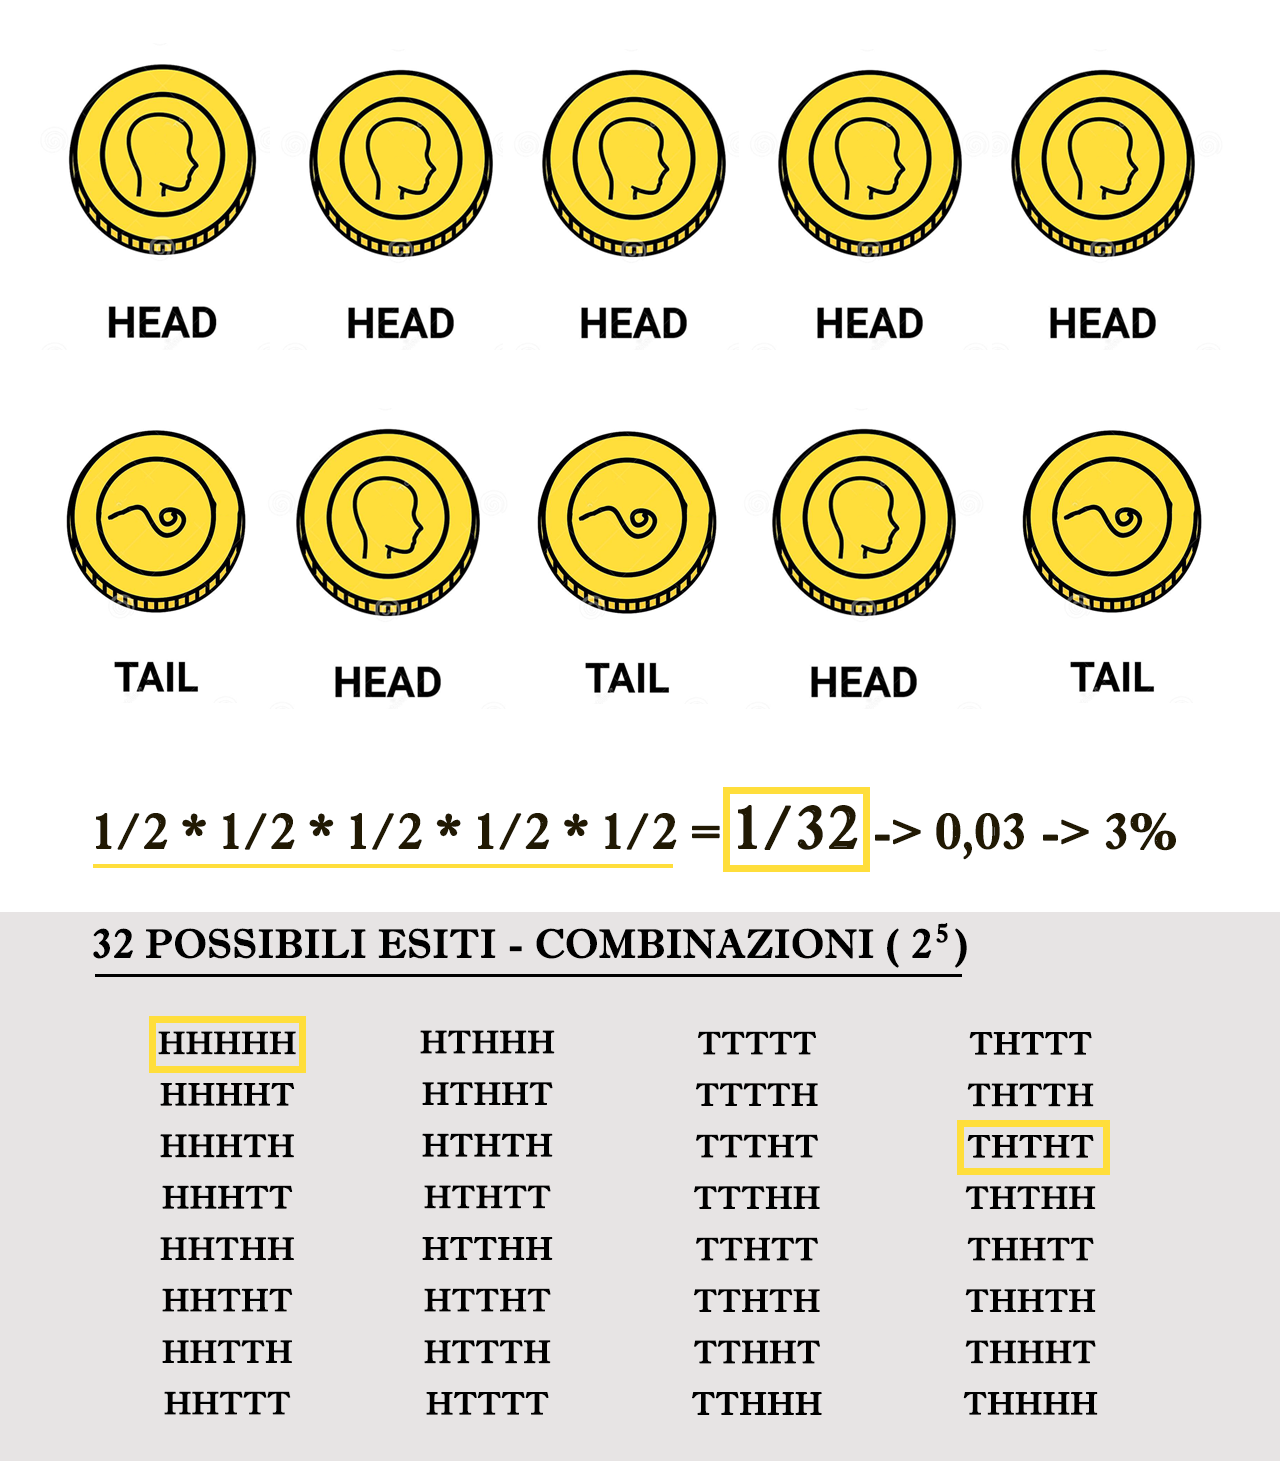 HEAD HEAD HEAD HEAD HEAD
TAIL HEAD TAIL HEAD TAIL
1/2 * 1/2 * 1/2 * 1/2 * 1/2 = 1/32 -> 0,03 -> 3%
32 POSSIBILI ESITI - COMBINAZIONI ( 2⁵)
HHHHH HTHHH TTTTT THTTT
HHHHT HTHHT TTTTH THTTH
HHHTH HTHTH TTTHT THTHT
HHHTT HTHTT TTTHH THTHH
HHTHH HTTHH TTHTT THHTT
HHTHT HTTHT TTHTH THHTH
HHTTH HTTTH TTHHT THHHT
HHTTT HTTTT TTHHH THHHH